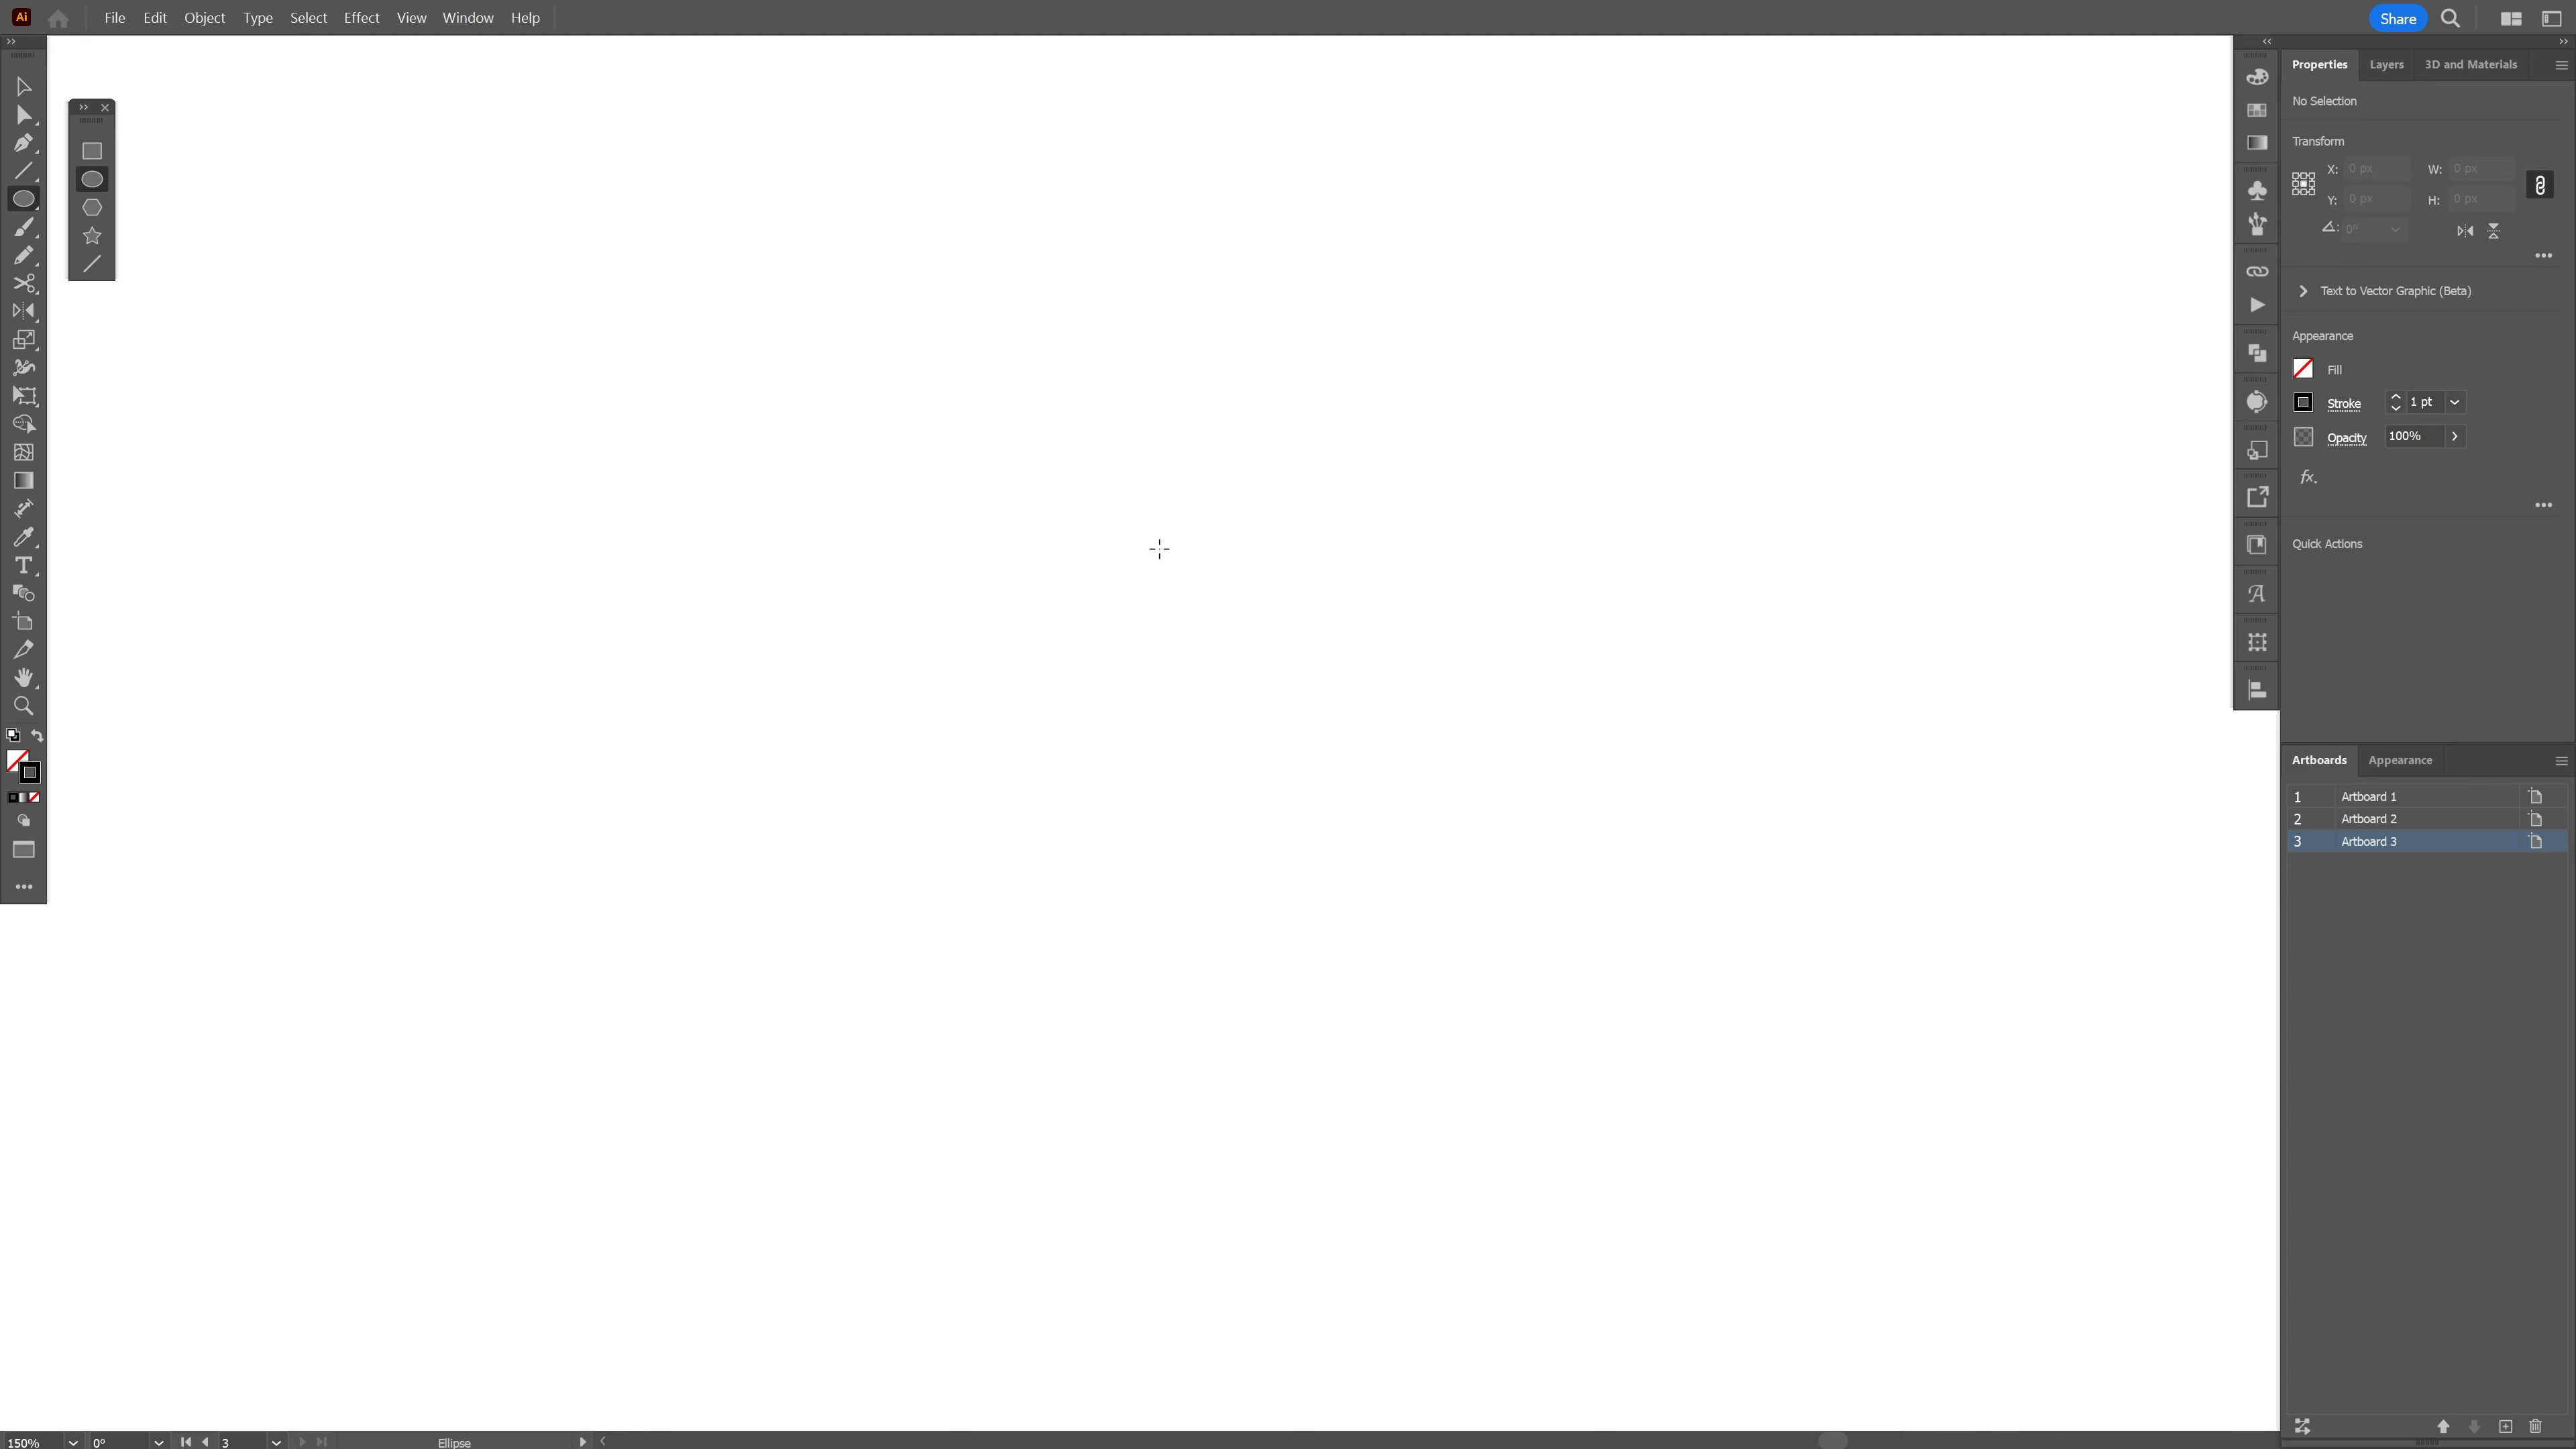 Ai File Edit Object Type Select Effect View Window Help Share
Properties Layers 3D and Materials
No Selection
Transform
X: 0 px W: 0 px
Y: 0 px H: 0 px
0°
Text to Vector Graphic (Beta)
Appearance
Fill
Stroke 1 pt
Opacity 100%
fx
Quick Actions
Artboards Appearance
1 Artboard 1
2 Artboard 2
3 Artboard 3
150% 0° 3 Ellipse